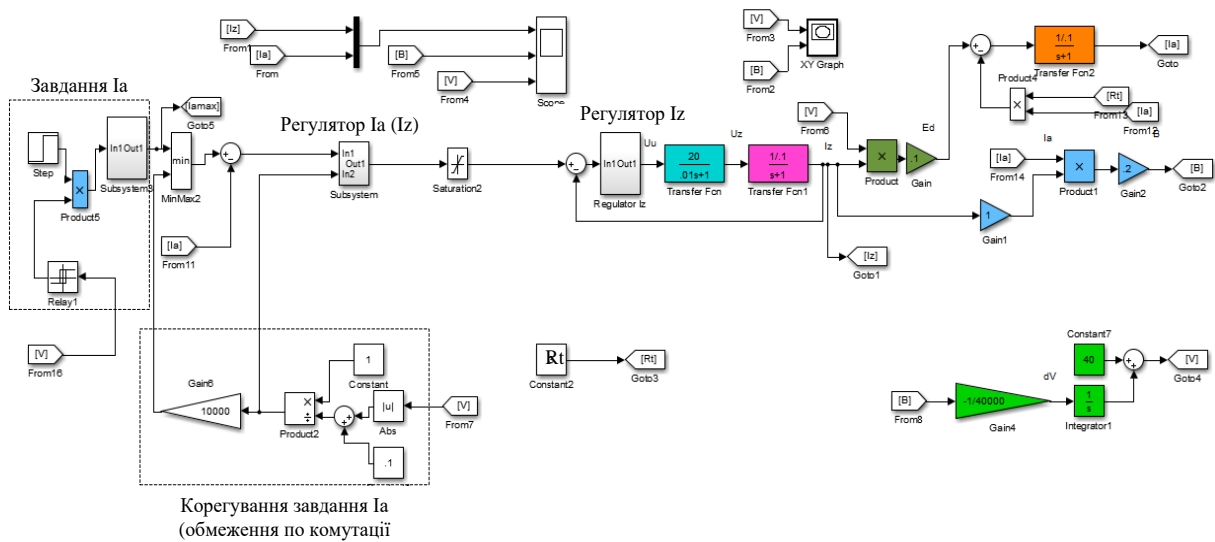 [Iz]
From1
[Ia]
From
[B]
From5
[V]
From4
Scope
[V]
From3
[B]
From2
XY Graph
1/.1
s+1
Transfer Fcn2
[Ia]
Goto
Product4
×
[Rt]
From13
[Ia]
From12
Завдання Ia
[Iamax]
Goto5
Step
In1 Out1
Subsystem3
×
Product5
min
MinMax2
Relay1
[V]
From16
[Ia]
From11
Регулятор Ia (Iz)
In1
Out1
In2
Subsystem
Saturation2
Регулятор Iz
In1 Out1
Regulator Iz
Uu
20
.01s+1
Transfer Fcn
Uz
1/.1
s+1
Transfer Fcn1
Iz
[V]
From6
×
Product
.1
Gain
Ed
[Iz]
Goto1
Ia
[Ia]
From14
×
Product1
.2
Gain2
[B]
Goto2
1
Gain1
Gain6
10000
1
Constant
×
÷
Product2
|u|
Abs
.1
[V]
From7
Корегування завдання Ia
(обмеження по комутації
Rt
Constant2
[Rt]
Goto3
[B]
From8
-1/40000
Gain4
dV
1
s
Integrator1
Constant7
40
[V]
Goto4